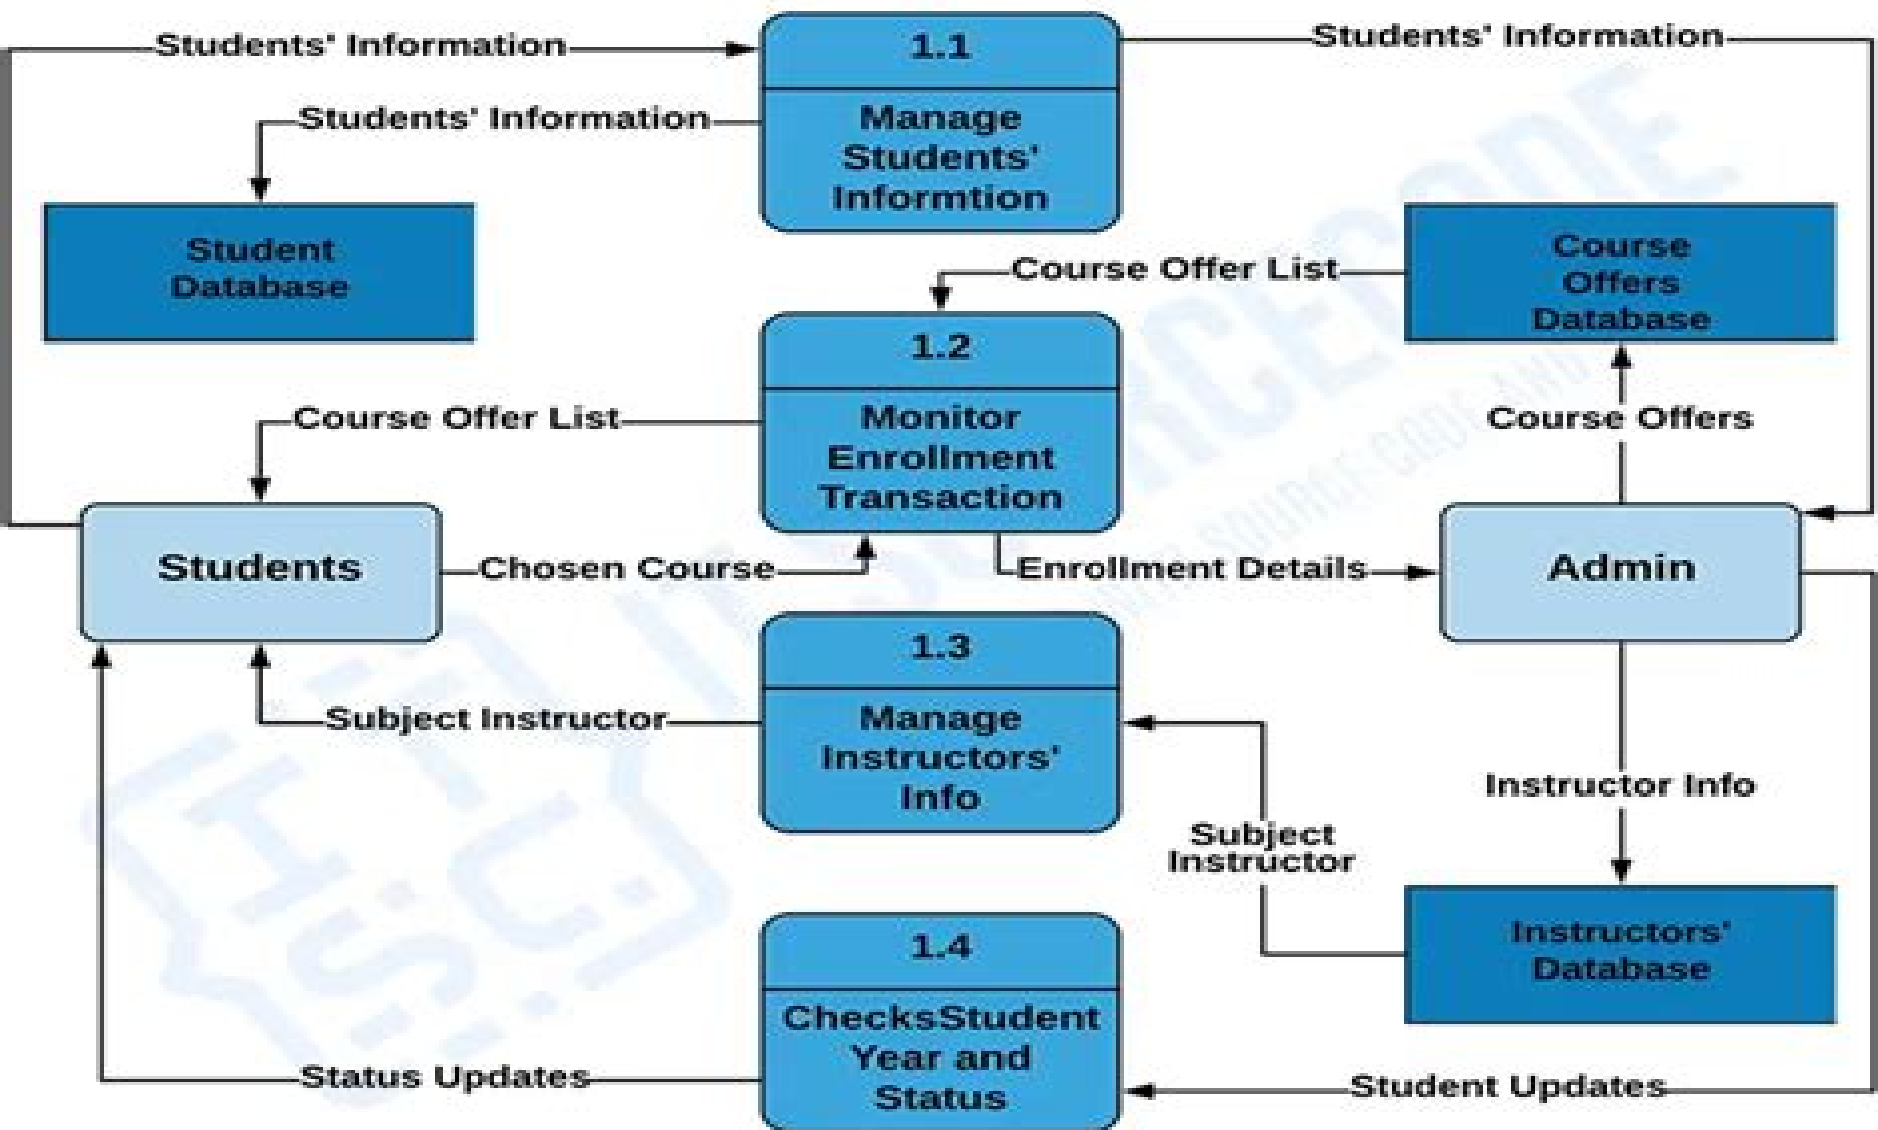 Students' Information
1.1
Students' Information
Students' Information
Manage
Students'
Informtion
Student
Database
Course
Offers
Database
Course Offer List
1.2
Course Offer List
Monitor
Enrollment
Transaction
Course Offers
Students
Chosen Course
Enrollment Details
Admin
1.3
Subject Instructor
Manage
Instructors'
Info
Instructor Info
Subject
Instructor
1.4
Instructors'
Database
ChecksStudent
Year and
Status
Status Updates
Student Updates